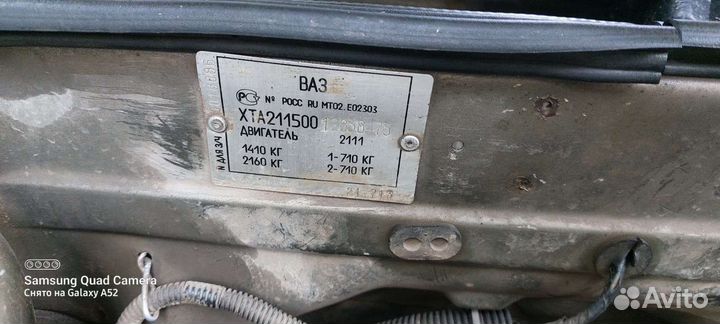 ВАЗ
№ РОСС RU МТ02.Е02303
ХТА211500
ДВИГАТЕЛЬ 2111
1410 КГ 1-710 КГ
2160 КГ 2-710 КГ
N ДЛЯ З/Ч
Samsung Quad Camera
Снято на Galaxy A52
Avito